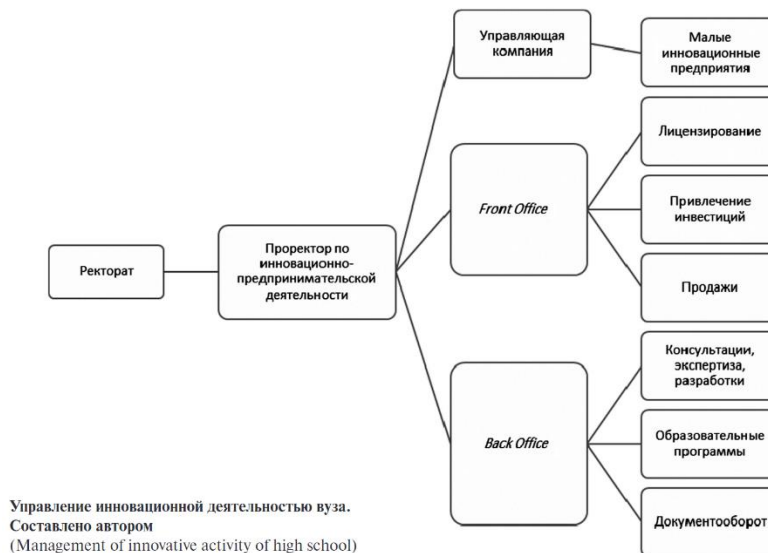 Управляющая
компания
Малые
инновационные
предприятия
Лицензирование
Front Office
Привлечение
инвестиций
Продажи
Ректорат
Проректор по
инновационно-
предпринимательской
деятельности
Консультации,
экспертиза,
разработки
Back Office
Образовательные
программы
Документооборот
Управление инновационной деятельностью вуза.
Составлено автором
(Management of innovative activity of high school)